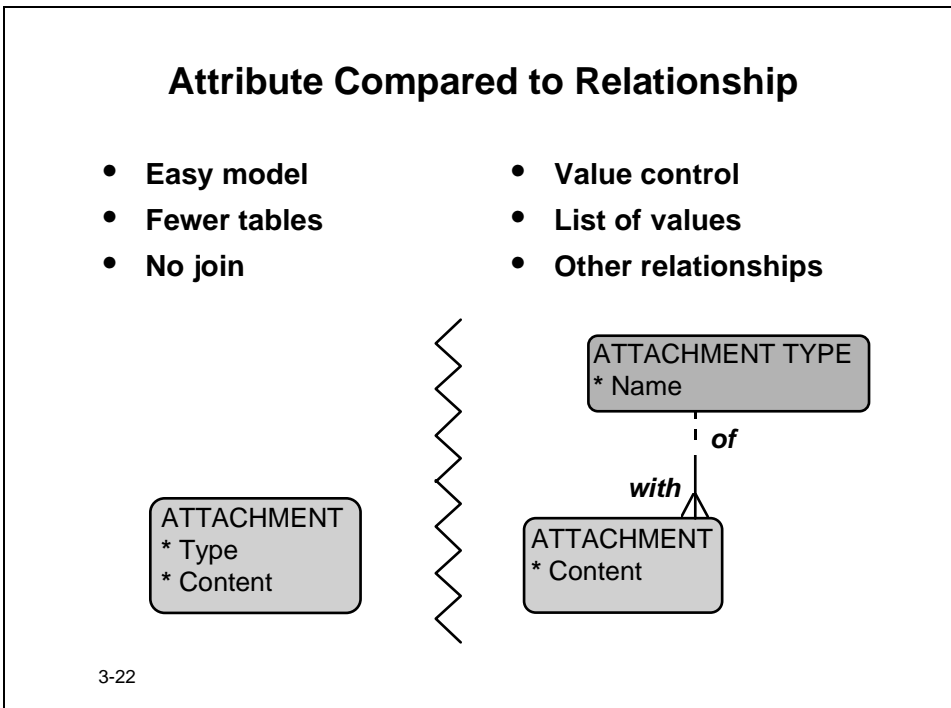 Attribute Compared to Relationship
• Easy model
• Fewer tables
• No join
• Value control
• List of values
• Other relationships
ATTACHMENT TYPE
* Name
of
with
ATTACHMENT
* Type
* Content
ATTACHMENT
* Content
3-22